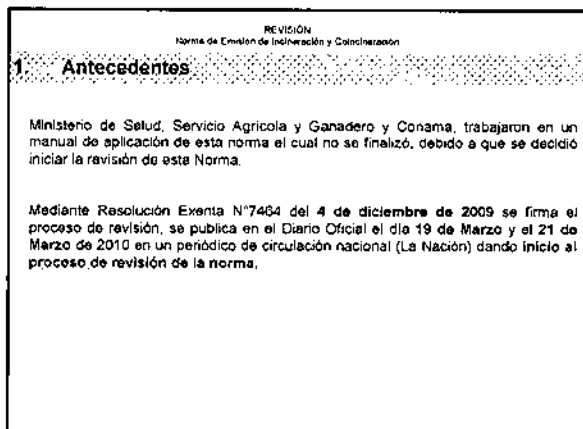 REVISIÓN
Norma de Emisión de Incineración y Coincineración
1. Antecedentes
Ministerio de Salud, Servicio Agrícola y Ganadero y Conama, trabajaron en un
manual de aplicación de esta norma el cual no se finalizó, debido a que se decidió
iniciar la revisión de esta Norma.
Mediante Resolución Exenta N°7464 del 4 de diciembre de 2009 se firma el
proceso de revisión, se publica en el Diario Oficial el día 19 de Marzo y el 21 de
Marzo de 2010 en un periódico de circulación nacional (La Nación) dando inicio al
proceso de revisión de la norma.